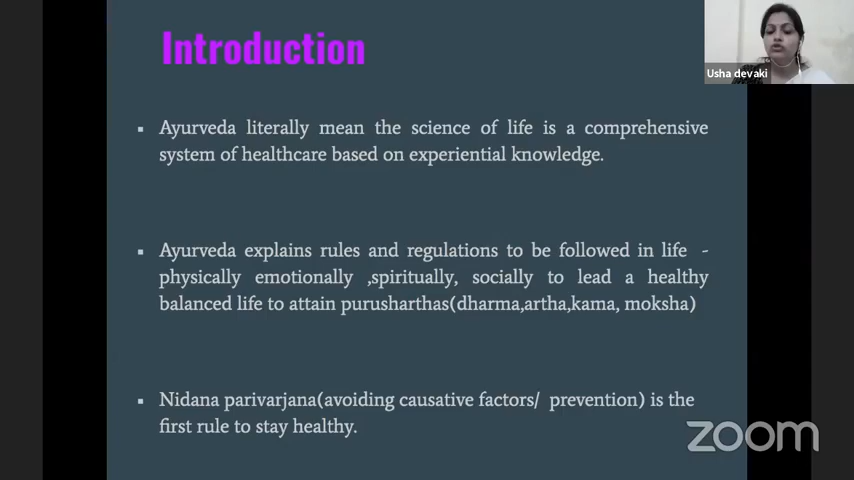 Introduction
Usha devaki
▪ Ayurveda literally mean the science of life is a comprehensive
system of healthcare based on experiential knowledge.
▪ Ayurveda explains rules and regulations to be followed in life -
physically emotionally ,spiritually, socially to lead a healthy
balanced life to attain purusharthas(dharma,artha,kama, moksha)
▪ Nidana parivarjana(avoiding causative factors/ prevention) is the
first rule to stay healthy.
zoom